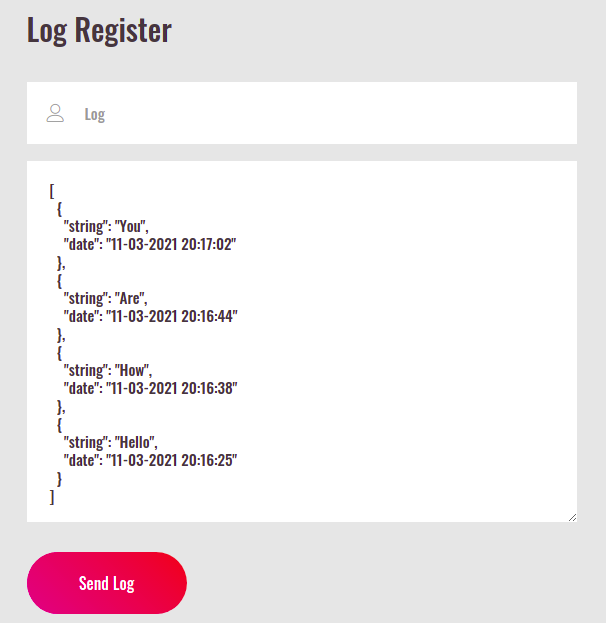 Log Register
Log
[
  {
    "string": "You",
    "date": "11-03-2021 20:17:02"
  },
  {
    "string": "Are",
    "date": "11-03-2021 20:16:44"
  },
  {
    "string": "How",
    "date": "11-03-2021 20:16:38"
  },
  {
    "string": "Hello",
    "date": "11-03-2021 20:16:25"
  }
]
Send Log